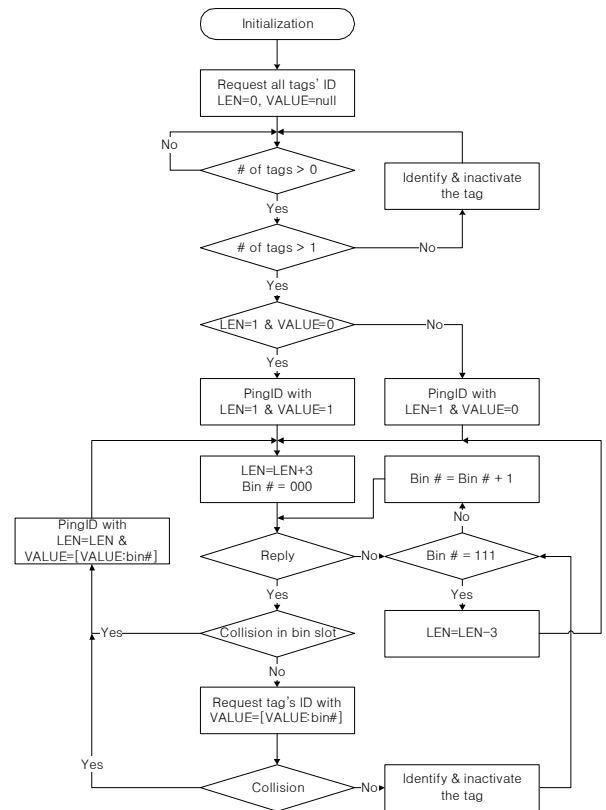 Initialization
Request all tags' ID
LEN=0, VALUE=null
No
# of tags > 0
Identify & inactivate
the tag
Yes
# of tags > 1
No
Yes
LEN=1 & VALUE=0
No
Yes
PingID with
LEN=1 & VALUE=1
PingID with
LEN=1 & VALUE=0
LEN=LEN+3
Bin # = 000
Bin # = Bin # + 1
PingID with
LEN=LEN &
VALUE=[VALUE:bin#]
No
Reply
No
Bin # = 111
Yes
Yes
Yes
Collision in bin slot
LEN=LEN-3
No
Request tag's ID with
VALUE=[VALUE:bin#]
Yes
Collision
No
Identify & inactivate
the tag